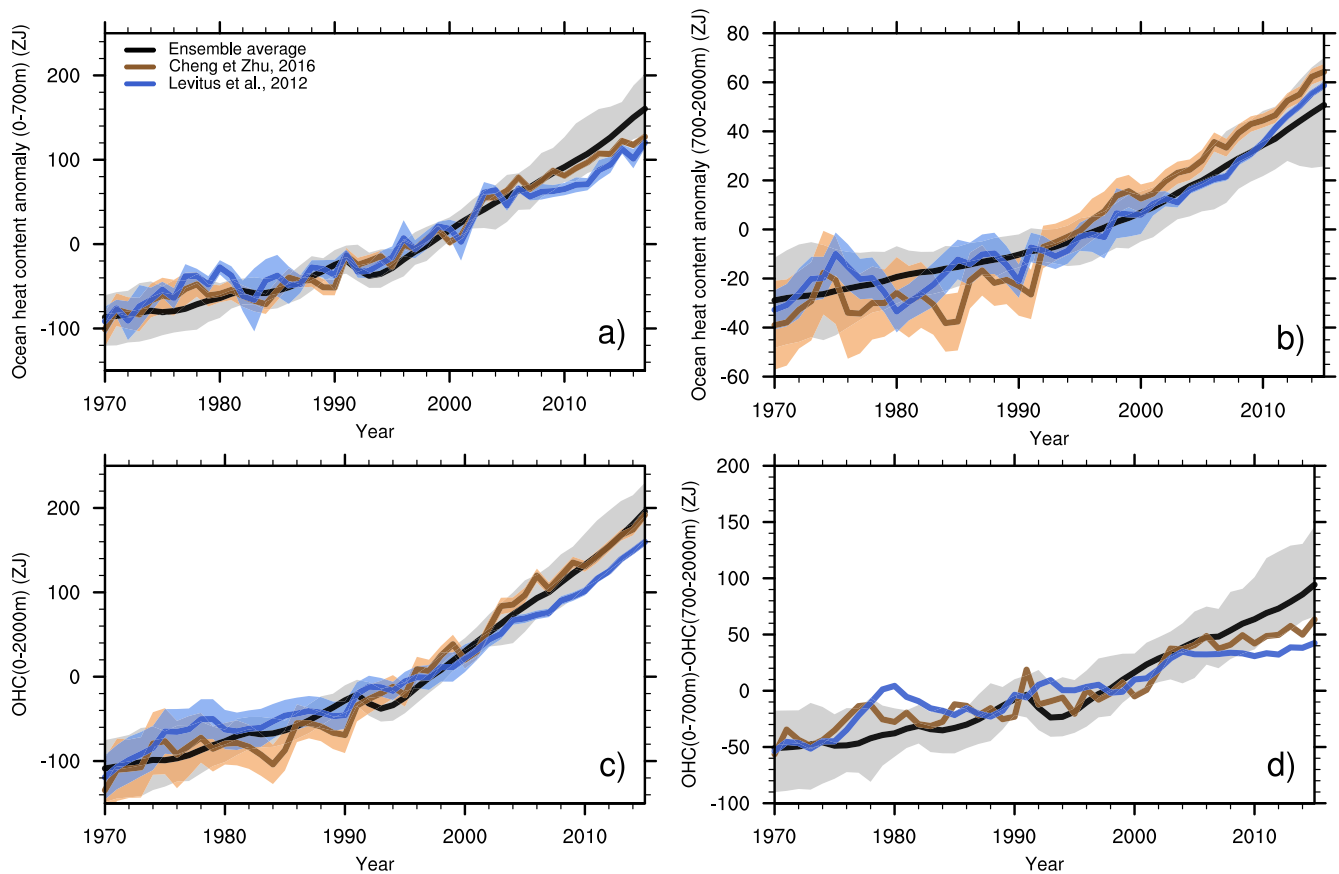 Ocean heat content anomaly (0-700m) (ZJ)
200
100
0
-100
Ensemble average
Cheng et Zhu, 2016
Levitus et al., 2012
a)
1970 1980 1990 2000 2010
Year
Ocean heat content anomaly (700-2000m) (ZJ)
80
60
40
20
0
-20
-40
-60
b)
1970 1980 1990 2000 2010
Year
OHC(0-2000m) (ZJ)
200
100
0
-100
c)
1970 1980 1990 2000 2010
Year
OHC(0-700m)-OHC(700-2000m) (ZJ)
200
150
100
50
0
-50
-100
d)
1970 1980 1990 2000 2010
Year